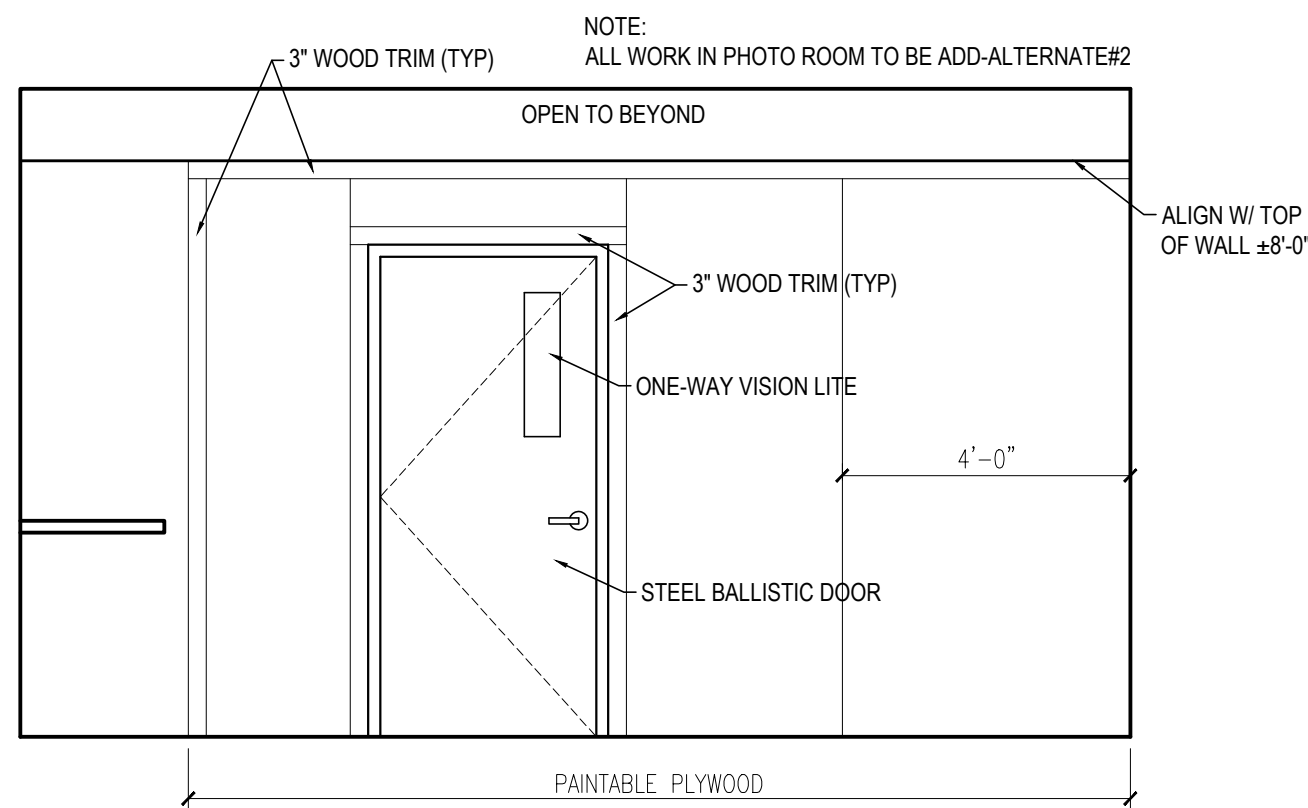 NOTE:
ALL WORK IN PHOTO ROOM TO BE ADD-ALTERNATE#2
3" WOOD TRIM (TYP)
OPEN TO BEYOND
ALIGN W/ TOP
OF WALL ±8'-0"
3" WOOD TRIM (TYP)
ONE-WAY VISION LITE
4'-0"
STEEL BALLISTIC DOOR
PAINTABLE PLYWOOD